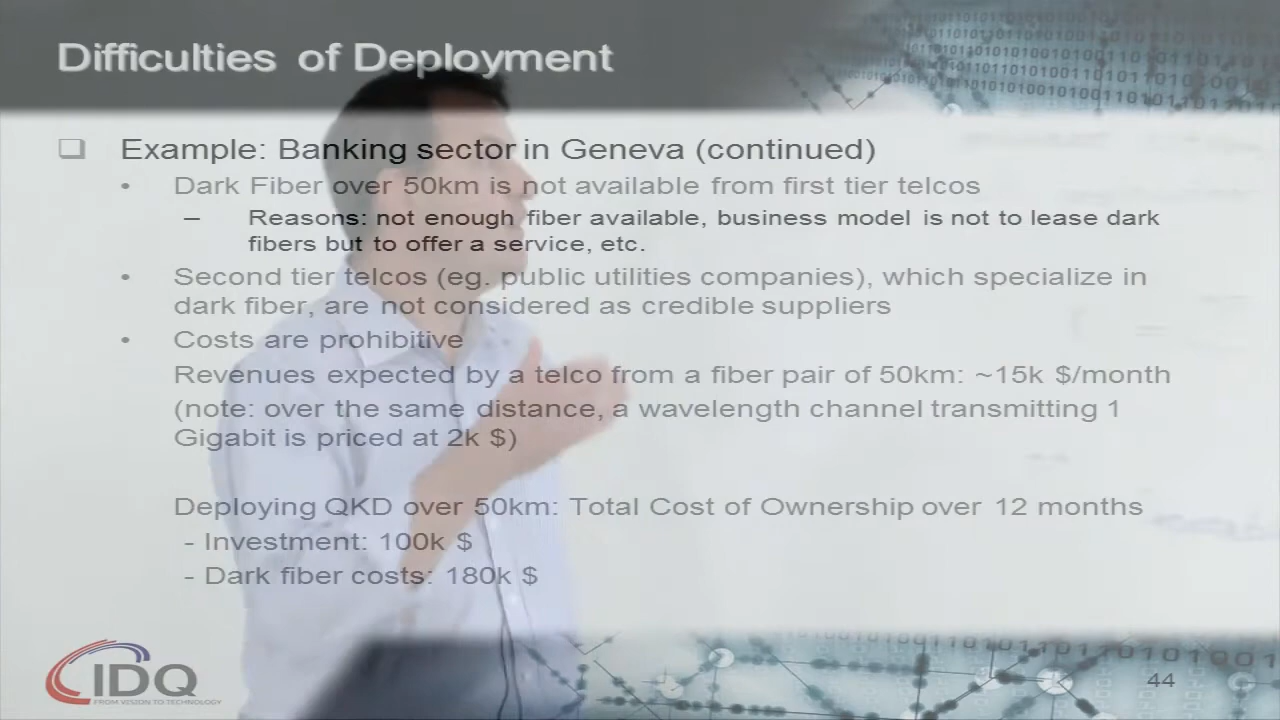 Difficulties of Deployment
❑ Example: Banking sector in Geneva (continued)
• Dark Fiber over 50km is not available from first tier telcos
– Reasons: not enough fiber available, business model is not to lease dark
fibers but to offer a service, etc.
• Second tier telcos (eg. public utilities companies), which specialize in
dark fiber, are not considered as credible suppliers
• Costs are prohibitive
Revenues expected by a telco from a fiber pair of 50km: ~15k $/month
(note: over the same distance, a wavelength channel transmitting 1
Gigabit is priced at 2k $)
Deploying QKD over 50km: Total Cost of Ownership over 12 months
- Investment: 100k $
- Dark fiber costs: 180k $
IDQ
FROM VISION TO TECHNOLOGY
44